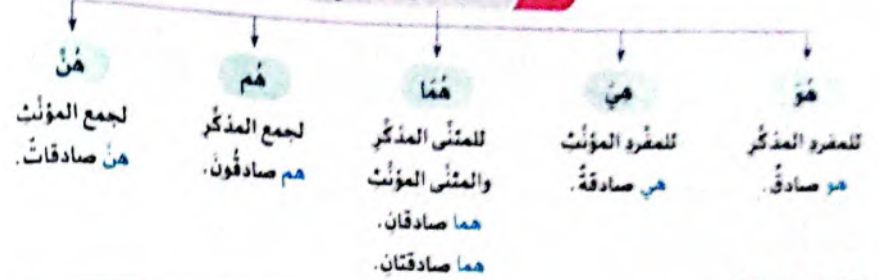 هُوَ
للمفردِ المذكَّرِ
هو صادقٌ.
هيَ
للمفردِ المؤنَّثِ
هي صادقةٌ.
هُمَا
للمثنَّى المذكَّرِ
والمثنَّى المؤنَّثِ
هما صادقانِ.
هما صادقتانِ.
هُم
لجمع المذكَّرِ
هم صادقُونَ.
هُنَّ
لجمع المؤنَّثِ
هنَّ صادقاتٌ.